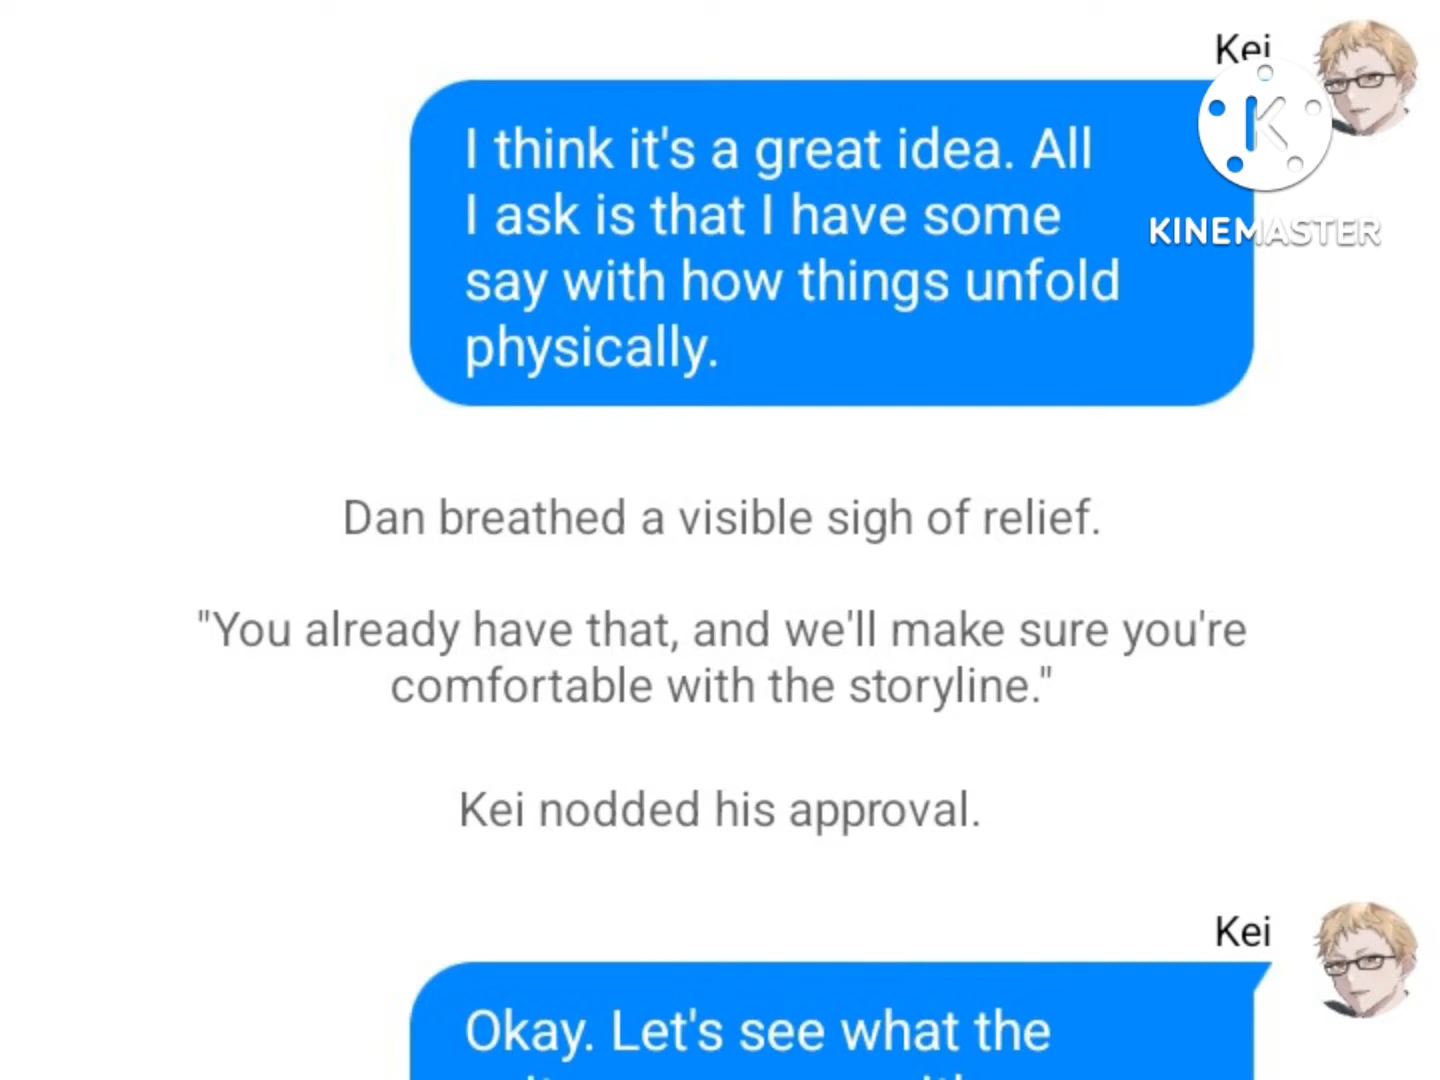 Kei
I think it's a great idea. All
I ask is that I have some
say with how things unfold
physically.
KINEMASTER
Dan breathed a visible sigh of relief.
"You already have that, and we'll make sure you're
comfortable with the storyline."
Kei nodded his approval.
Kei
Okay. Let's see what the